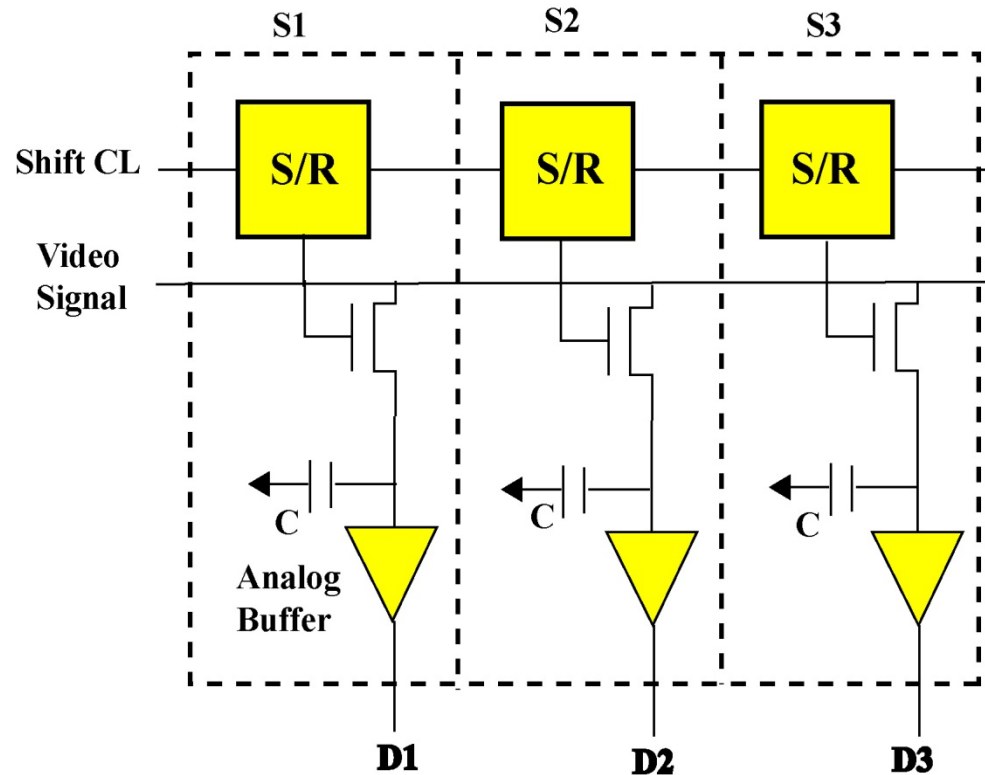 S1
S2
S3
Shift CL
S/R
S/R
S/R
Video
Signal
C
C
C
Analog
Buffer
D1
D2
D3